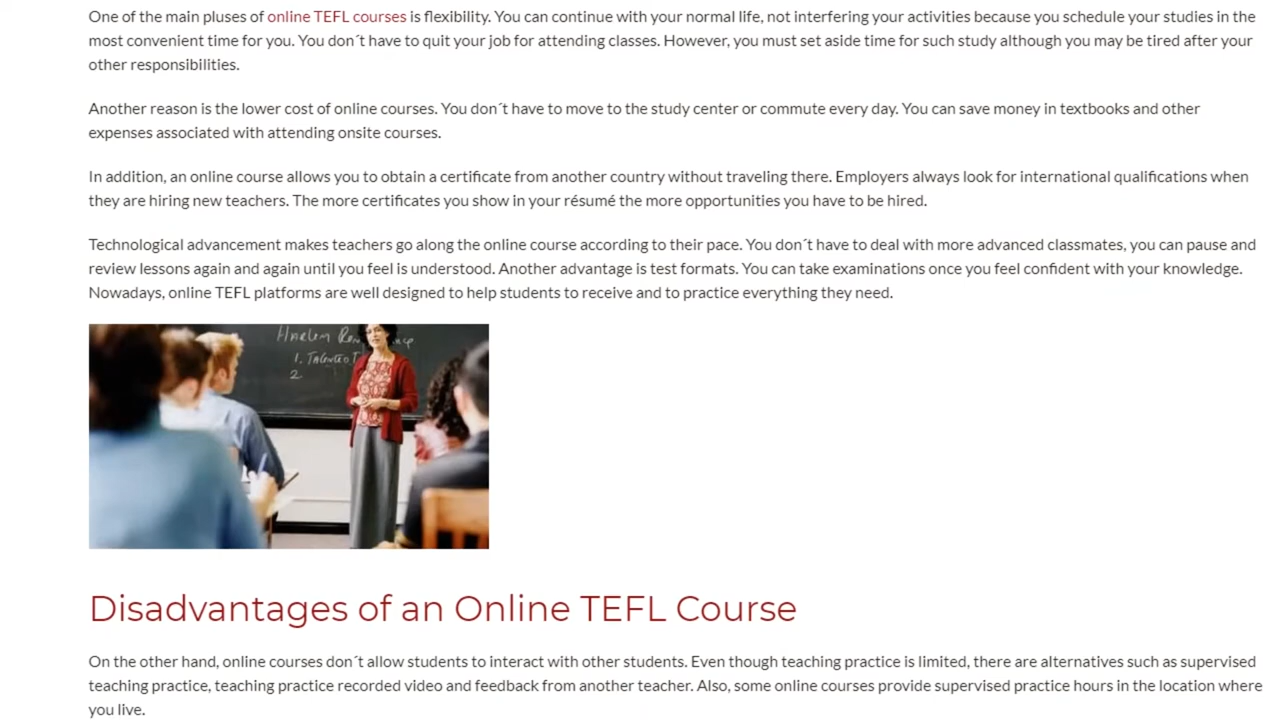 One of the main pluses of online TEFL courses is flexibility. You can continue with your normal life, not interfering your activities because you schedule your studies in the
most convenient time for you. You don´t have to quit your job for attending classes. However, you must set aside time for such study although you may be tired after your
other responsibilities.
Another reason is the lower cost of online courses. You don´t have to move to the study center or commute every day. You can save money in textbooks and other
expenses associated with attending onsite courses.
In addition, an online course allows you to obtain a certificate from another country without traveling there. Employers always look for international qualifications when
they are hiring new teachers. The more certificates you show in your résumé the more opportunities you have to be hired.
Technological advancement makes teachers go along the online course according to their pace. You don´t have to deal with more advanced classmates, you can pause and
review lessons again and again until you feel is understood. Another advantage is test formats. You can take examinations once you feel confident with your knowledge.
Nowadays, online TEFL platforms are well designed to help students to receive and to practice everything they need.
Harlem
1.
2.
Disadvantages of an Online TEFL Course
On the other hand, online courses don´t allow students to interact with other students. Even though teaching practice is limited, there are alternatives such as supervised
teaching practice, teaching practice recorded video and feedback from another teacher. Also, some online courses provide supervised practice hours in the location where
you live.